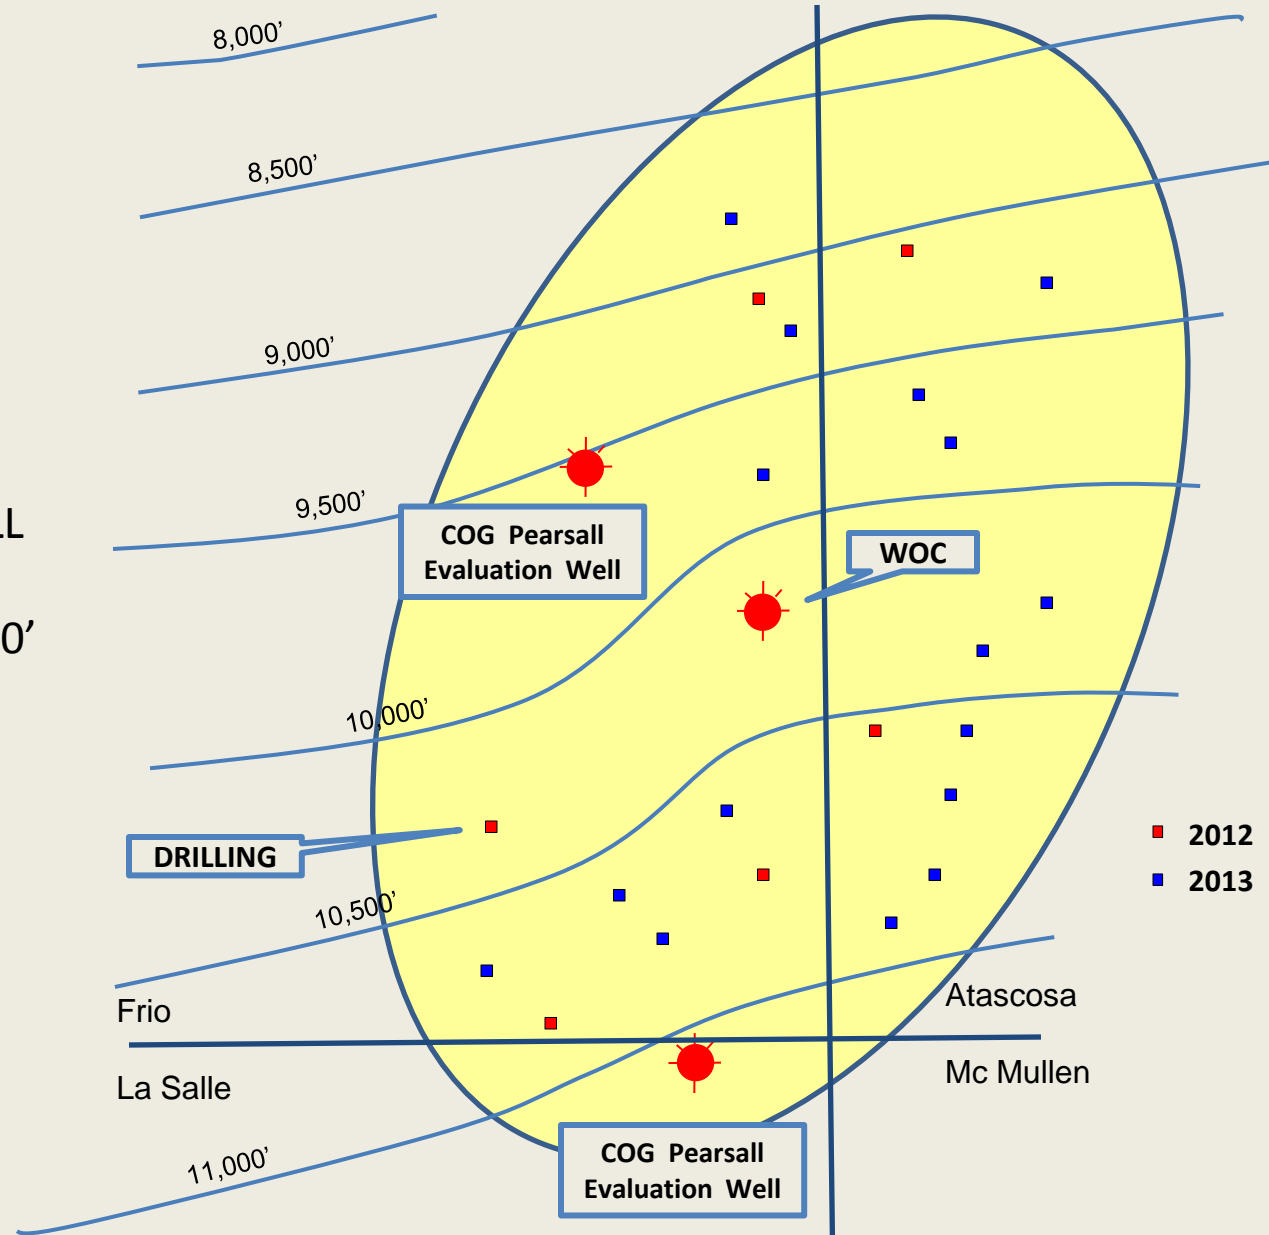 8,000’
8,500’
9,000’
9,500’
COG Pearsall
Evaluation Well
WOC
0’
10,000’
DRILLING
2012
2013
10,500’
Frio
Atascosa
La Salle
Mc Mullen
11,000’
COG Pearsall
Evaluation Well